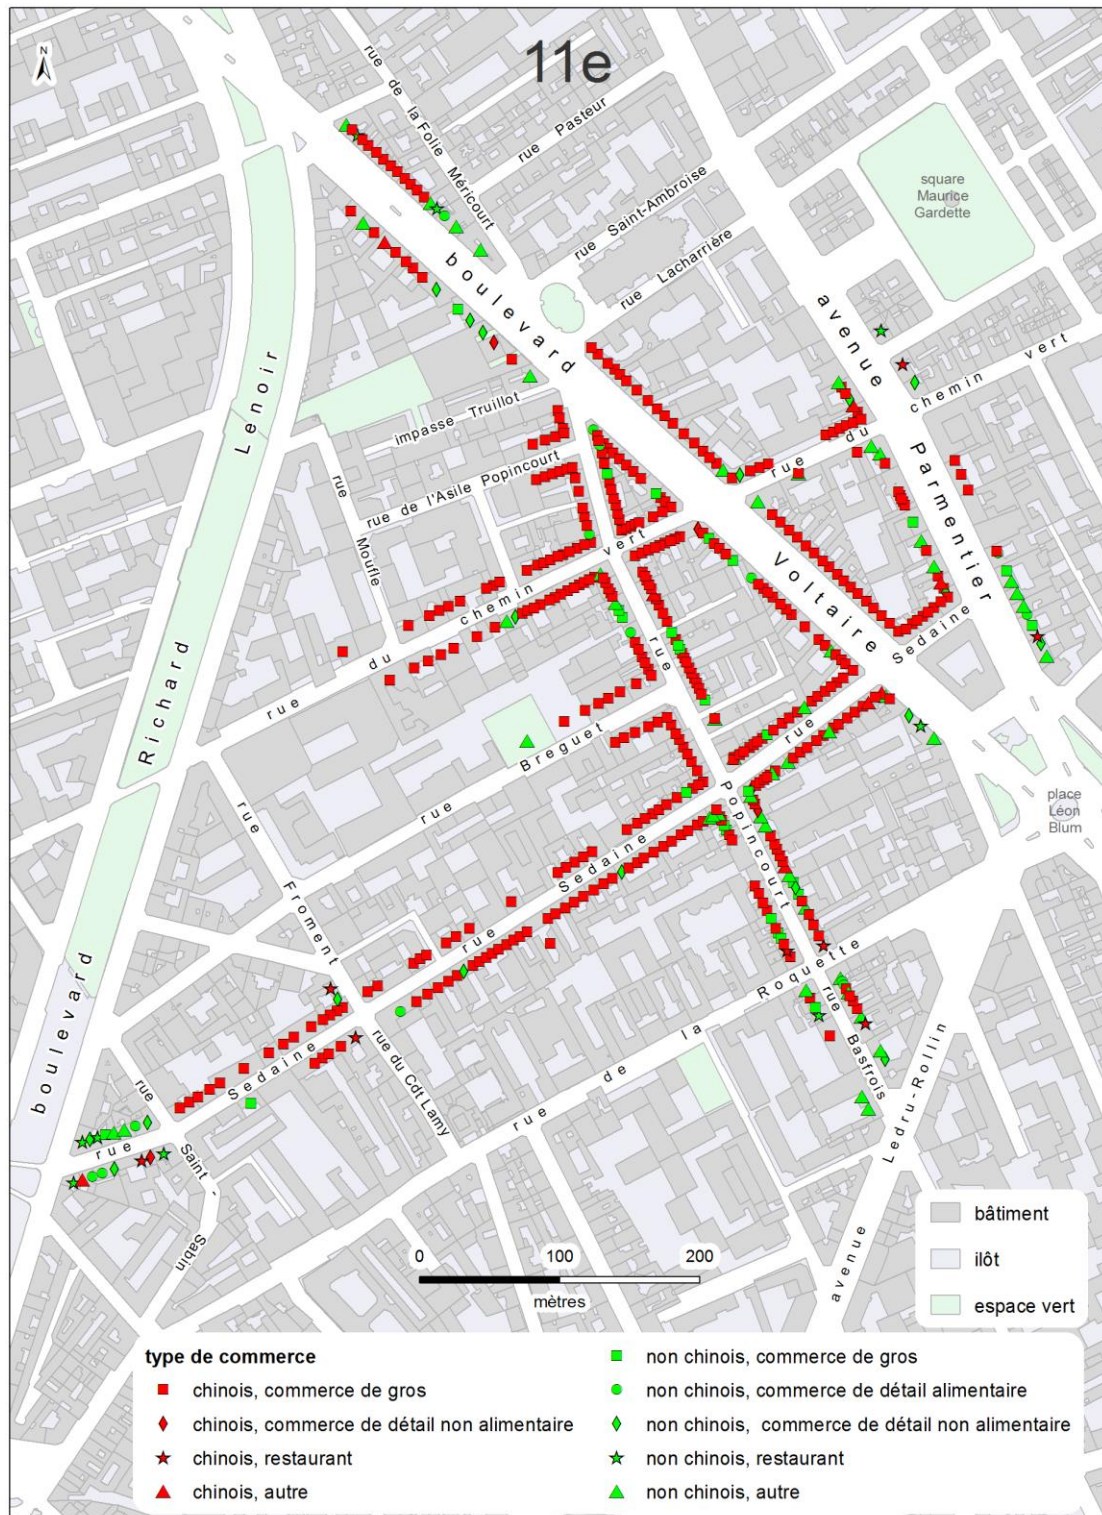 N
11e
rue de la Folie Méricourt
rue Pasteur
rue Saint-Ambroise
rue Lacharrière
square
Maurice
Gardette
boulevard
Voltaire
avenue
Parmentier
rue du chemin vert
Lenoir
Richard
boulevard
impasse Truillot
rue de l'Asile Popincourt
rue Moufle
rue du chemin vert
rue Popincourt
rue Breguet
rue Froment
rue Sedaine
Sedaine
rue Sedaine
rue Sedaine
rue
place
Léon
Blum
rue de la Roquette
rue Basfrois
rue du Cdt Lamy
rue Saint-Sabin
avenue Ledru-Rollin
0 100 200
mètres
bâtiment
ilôt
espace vert
type de commerce
chinois, commerce de gros
chinois, commerce de détail non alimentaire
chinois, restaurant
chinois, autre
non chinois, commerce de gros
non chinois, commerce de détail alimentaire
non chinois,  commerce de détail non alimentaire
non chinois, restaurant
non chinois, autre